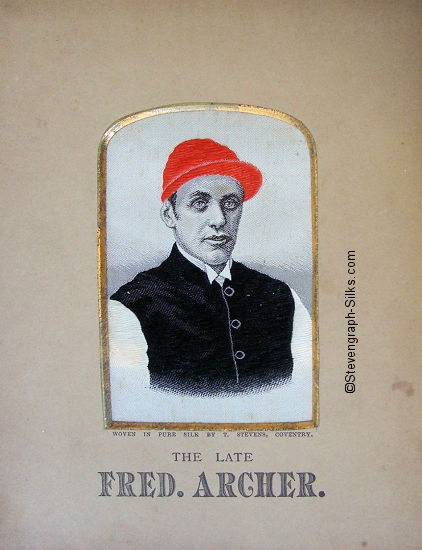 WOVEN IN PURE SILK BY T. STEVENS, COVENTRY.
THE LATE
FRED. ARCHER.
©Stevengraph-Silks.com